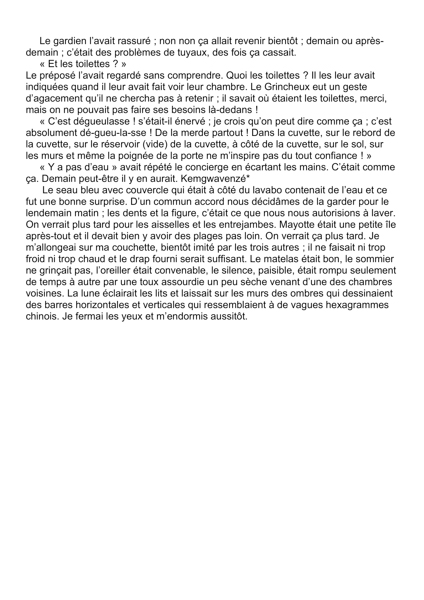 Le gardien l'avait rassuré ; non non ça allait revenir bientôt ; demain ou après-
demain ; c'était des problèmes de tuyaux, des fois ça cassait.
« Et les toilettes ? »
Le préposé l'avait regardé sans comprendre. Quoi les toilettes ? Il les leur avait
indiquées quand il leur avait fait voir leur chambre. Le Grincheux eut un geste
d'agacement qu'il ne chercha pas à retenir ; il savait où étaient les toilettes, merci,
mais on ne pouvait pas faire ses besoins là-dedans !
« C'est dégueulasse ! s'était-il énervé ; je crois qu'on peut dire comme ça ; c'est
absolument dé-gueu-la-sse ! De la merde partout ! Dans la cuvette, sur le rebord de
la cuvette, sur le réservoir (vide) de la cuvette, à côté de la cuvette, sur le sol, sur
les murs et même la poignée de la porte ne m'inspire pas du tout confiance ! »
« Y a pas d'eau » avait répété le concierge en écartant les mains. C'était comme
ça. Demain peut-être il y en aurait. Kemgwavenzé*
Le seau bleu avec couvercle qui était à côté du lavabo contenait de l'eau et ce
fut une bonne surprise. D'un commun accord nous décidâmes de la garder pour le
lendemain matin ; les dents et la figure, c'était ce que nous nous autorisions à laver.
On verrait plus tard pour les aisselles et les entrejambes. Mayotte était une petite île
après-tout et il devait bien y avoir des plages pas loin. On verrait ça plus tard. Je
m'allongeai sur ma couchette, bientôt imité par les trois autres ; il ne faisait ni trop
froid ni trop chaud et le drap fourni serait suffisant. Le matelas était bon, le sommier
ne grinçait pas, l'oreiller était convenable, le silence, paisible, était rompu seulement
de temps à autre par une toux assourdie un peu sèche venant d'une des chambres
voisines. La lune éclairait les lits et laissait sur les murs des ombres qui dessinaient
des barres horizontales et verticales qui ressemblaient à de vagues hexagrammes
chinois. Je fermai les yeux et m'endormis aussitôt.